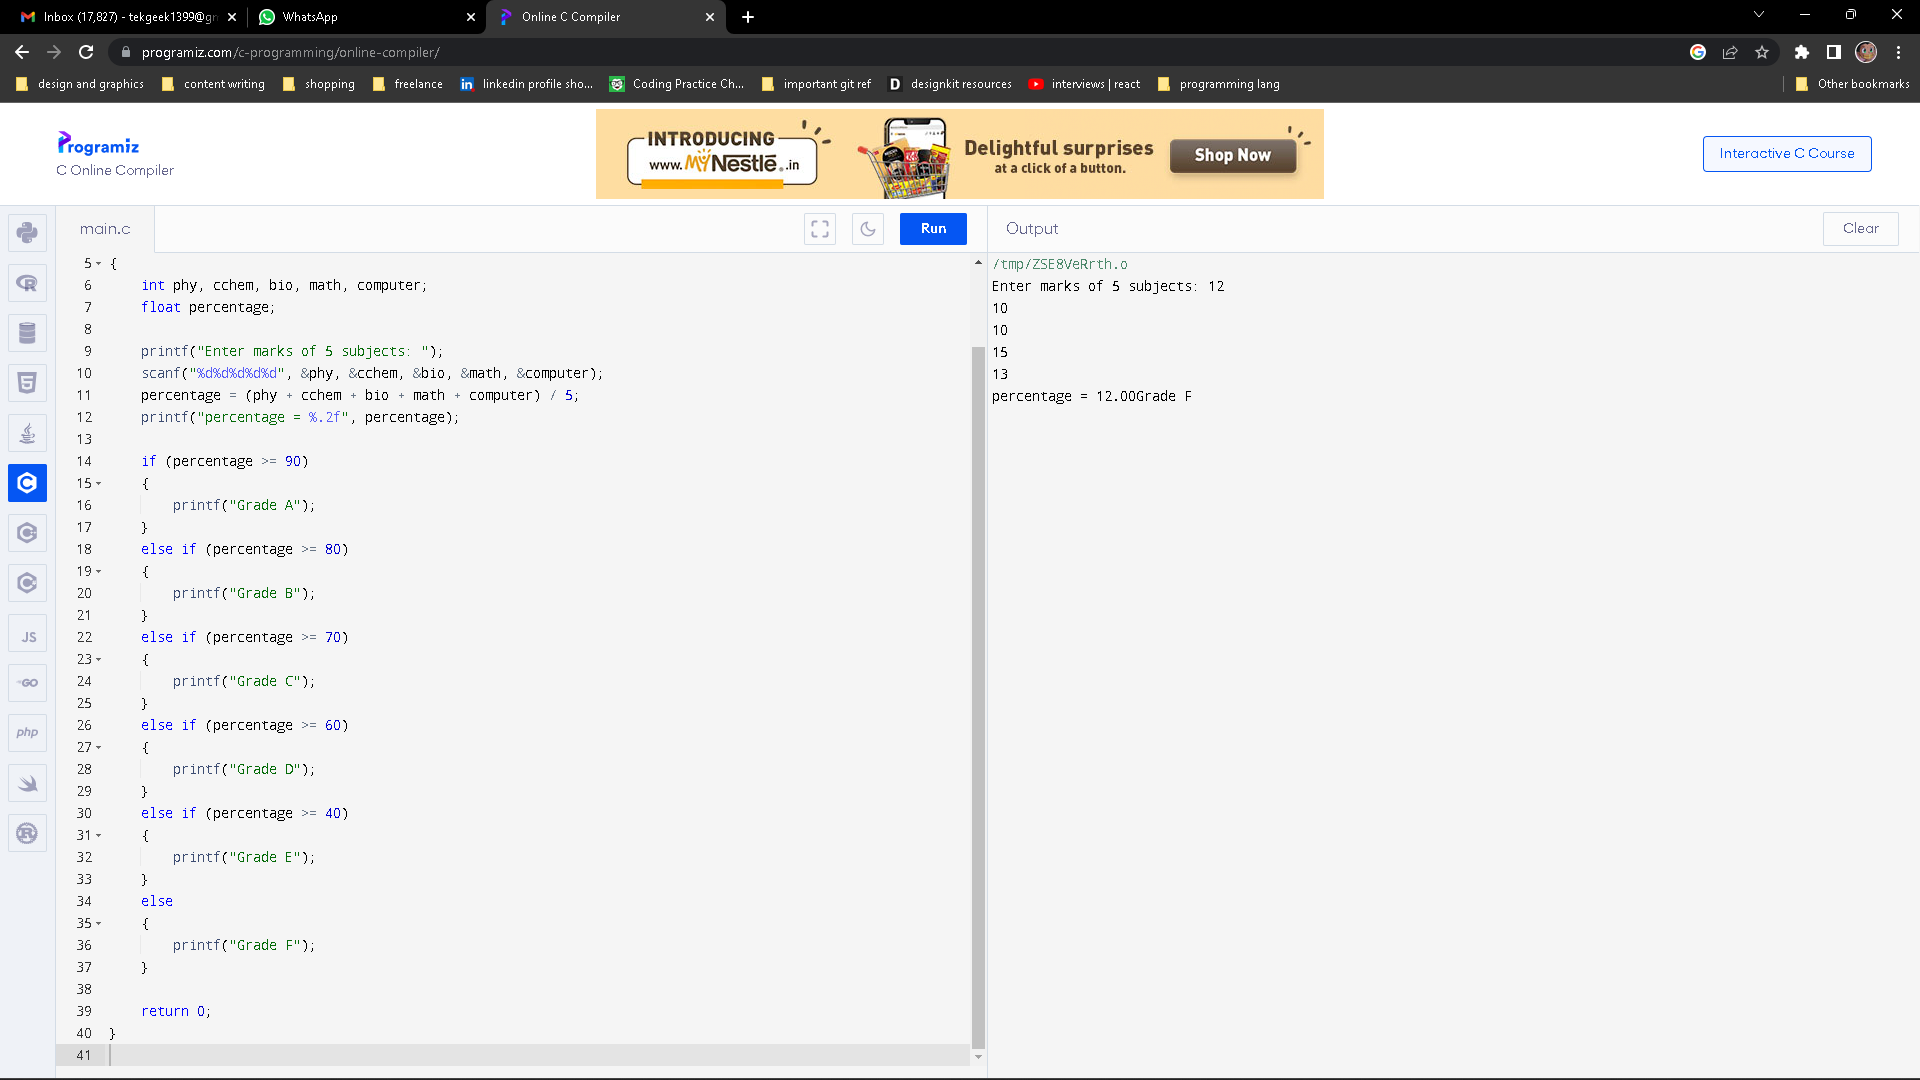 Inbox (17,827) - tekgeek1399@gm
WhatsApp
Online C Compiler
programiz.com/c-programming/online-compiler/
design and graphics
content writing
shopping
freelance
linkedin profile sho...
Coding Practice Ch...
important git ref
designkit resources
interviews | react
programming lang
Other bookmarks
Programiz
C Online Compiler
INTRODUCING
www.MYNestlé.in
Delightful surprises
at a click of a button.
Shop Now
Interactive C Course
main.c
Run
Output
Clear
5 {
6     int phy, cchem, bio, math, computer;
7     float percentage;
8
9     printf("Enter marks of 5 subjects: ");
10     scanf("%d%d%d%d%d", &phy, &cchem, &bio, &math, &computer);
11     percentage = (phy + cchem + bio + math + computer) / 5;
12     printf("percentage = %.2f", percentage);
13
14     if (percentage >= 90)
15     {
16         printf("Grade A");
17     }
18     else if (percentage >= 80)
19     {
20         printf("Grade B");
21     }
22     else if (percentage >= 70)
23     {
24         printf("Grade C");
25     }
26     else if (percentage >= 60)
27     {
28         printf("Grade D");
29     }
30     else if (percentage >= 40)
31     {
32         printf("Grade E");
33     }
34     else
35     {
36         printf("Grade F");
37     }
38
39     return 0;
40 }
41
/tmp/ZSE8VeRrth.o
Enter marks of 5 subjects: 12
10
10
15
13
percentage = 12.00Grade F
JS
GO
php